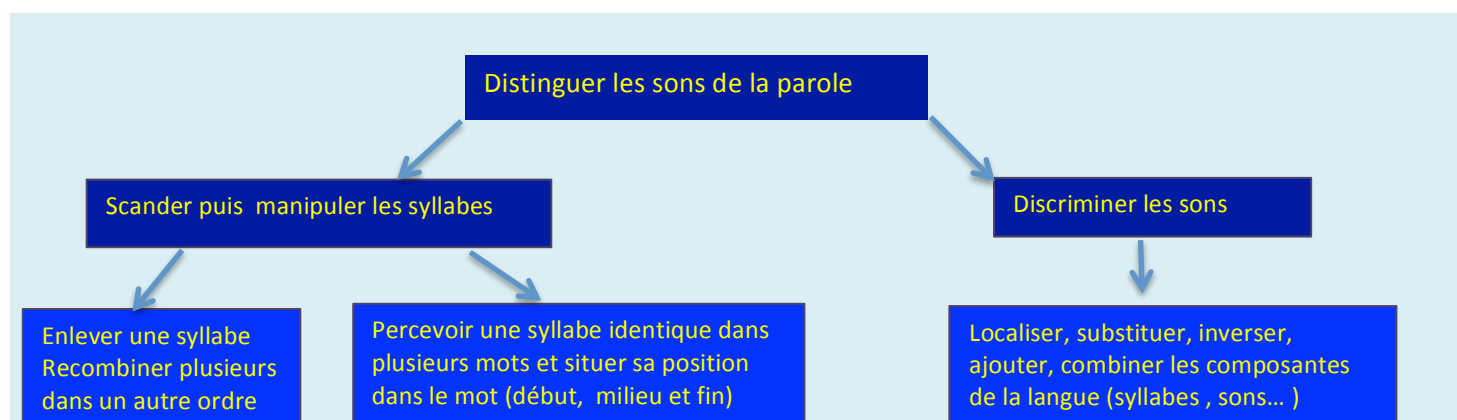 Distinguer les sons de la parole
Scander puis manipuler les syllabes
Discriminer les sons
Enlever une syllabe
Recombiner plusieurs
dans un autre ordre
Percevoir une syllabe identique dans
plusieurs mots et situer sa position
dans le mot (début, milieu et fin)
Localiser, substituer, inverser,
ajouter, combiner les composantes
de la langue (syllabes , sons... )